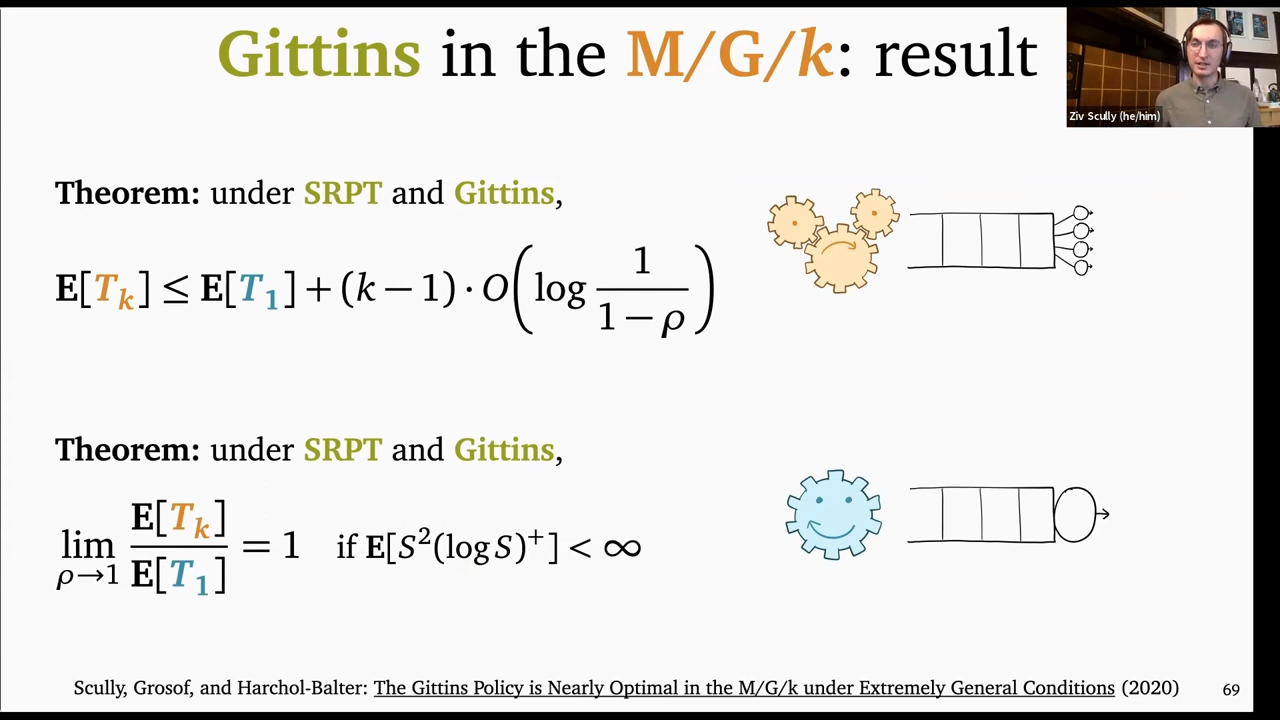 Gittins in the M/G/k: result
Ziv Scully (he/him)
Theorem: under SRPT and Gittins,
E[T_k] ≤ E[T_1] + (k − 1) · O(log 1/(1 − ρ))
Theorem: under SRPT and Gittins,
lim_{ρ→1} E[T_k]/E[T_1] = 1 if E[S²(log S)⁺] < ∞
Scully, Grosof, and Harchol-Balter: The Gittins Policy is Nearly Optimal in the M/G/k under Extremely General Conditions (2020)
69